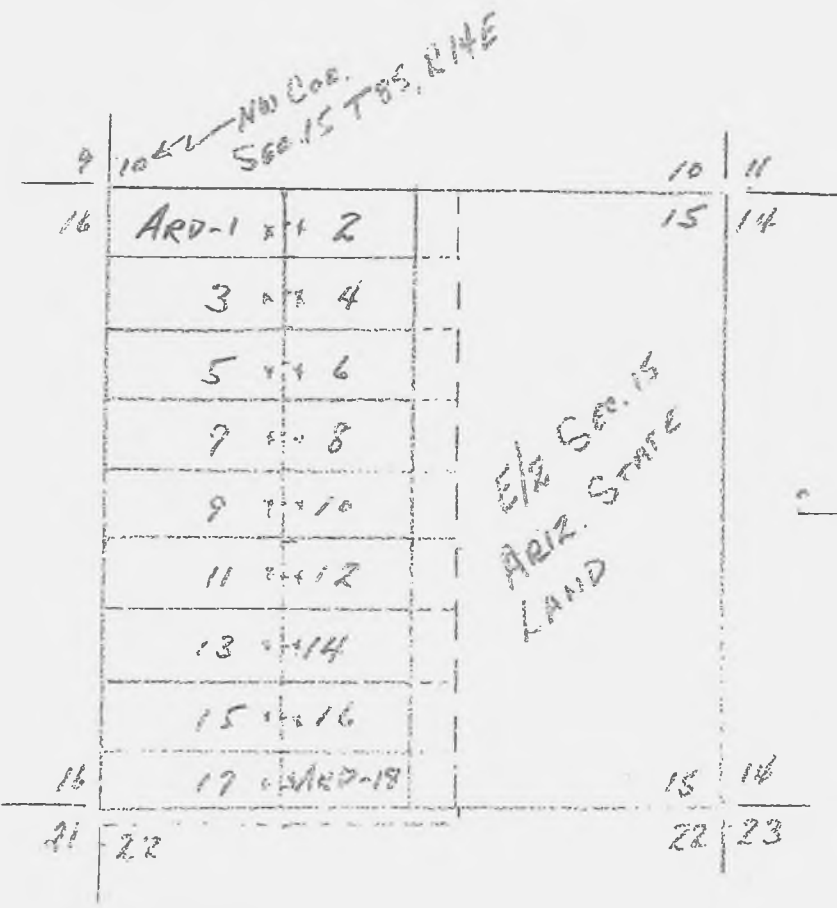 NW COR.
SEC. 15 T8S, R14E
9 10 10 11
16 15 14
ARD-1 2
3 4
5 6
7 8
9 10
11 12
13 14
15 16
17 ARD-18
E/2 SEC. 15
ARIZ. STATE
LAND
16 15 14
21 22 22 23